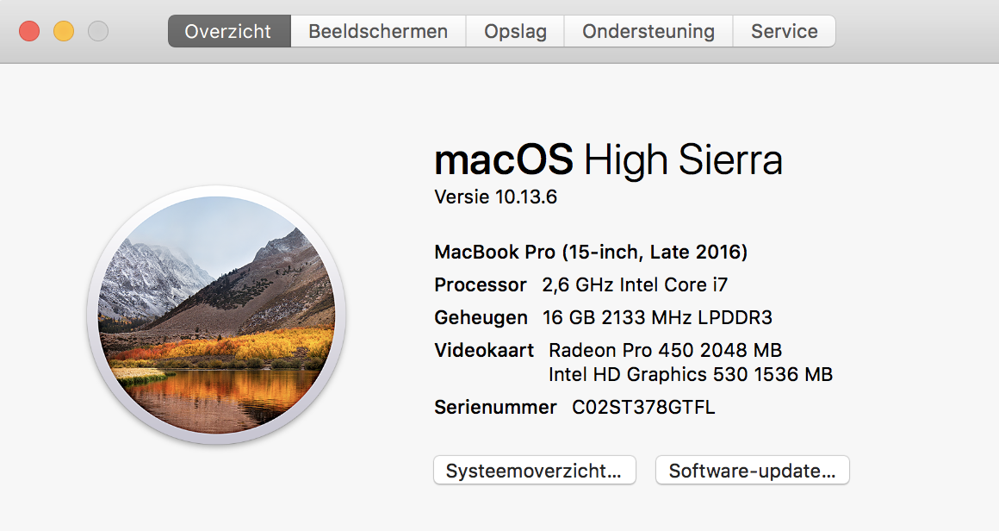 Overzicht Beeldschermen Opslag Ondersteuning Service
macOS High Sierra
Versie 10.13.6
MacBook Pro (15-inch, Late 2016)
Processor 2,6 GHz Intel Core i7
Geheugen 16 GB 2133 MHz LPDDR3
Videokaart Radeon Pro 450 2048 MB
Intel HD Graphics 530 1536 MB
Serienummer C02ST378GTFL
Systeemoverzicht... Software-update...